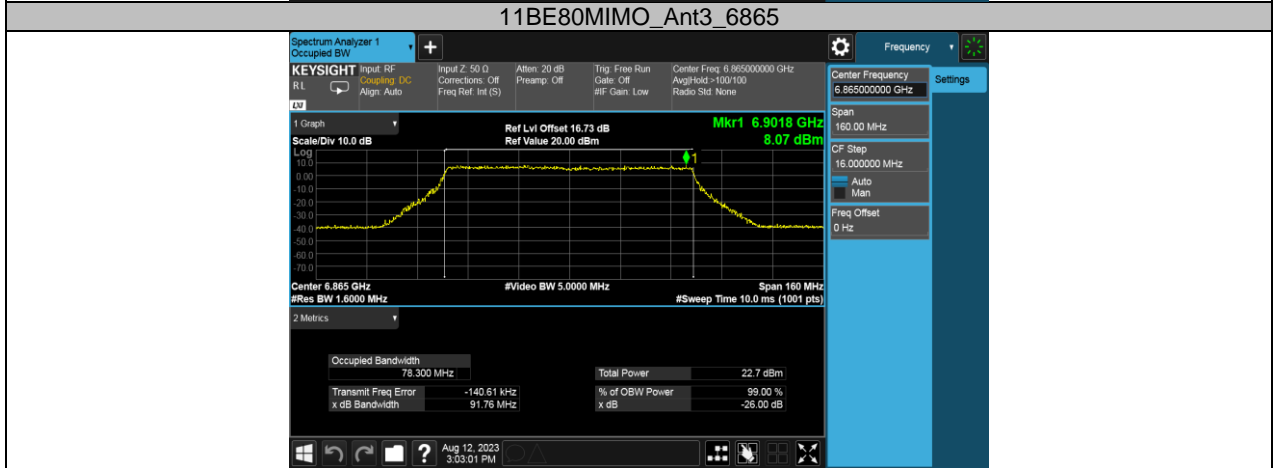 11BE80MIMO_Ant3_6865
Spectrum Analyzer 1
Occupied BW
+
Frequency
KEYSIGHT Input: RF Input Z: 50 Ω Atten: 20 dB Trig: Free Run Center Freq: 6.865000000 GHz
RL Coupling: DC Corrections: Off Preamp: Off Gate: Off Avg|Hold:>100/100
Align: Auto Freq Ref: Int (S) #IF Gain: Low Radio Std: None
LXI
Center Frequency
6.865000000 GHz
Settings
Span
160.00 MHz
CF Step
16.000000 MHz
Auto
Man
Freq Offset
0 Hz
1 Graph
Ref Lvl Offset 16.73 dB
Mkr1 6.9018 GHz
Scale/Div 10.0 dB Ref Value 20.00 dBm 8.07 dBm
Log
10.0
1
0.00
-10.0
-20.0
-30.0
-40.0
-50.0
-60.0
-70.0
Center 6.865 GHz #Video BW 5.0000 MHz Span 160 MHz
#Res BW 1.6000 MHz #Sweep Time 10.0 ms (1001 pts)
2 Metrics
Occupied Bandwidth
78.300 MHz Total Power 22.7 dBm
Transmit Freq Error -140.61 kHz % of OBW Power 99.00 %
x dB Bandwidth 91.76 MHz x dB -26.00 dB
? Aug 12, 2023
3:03:01 PM